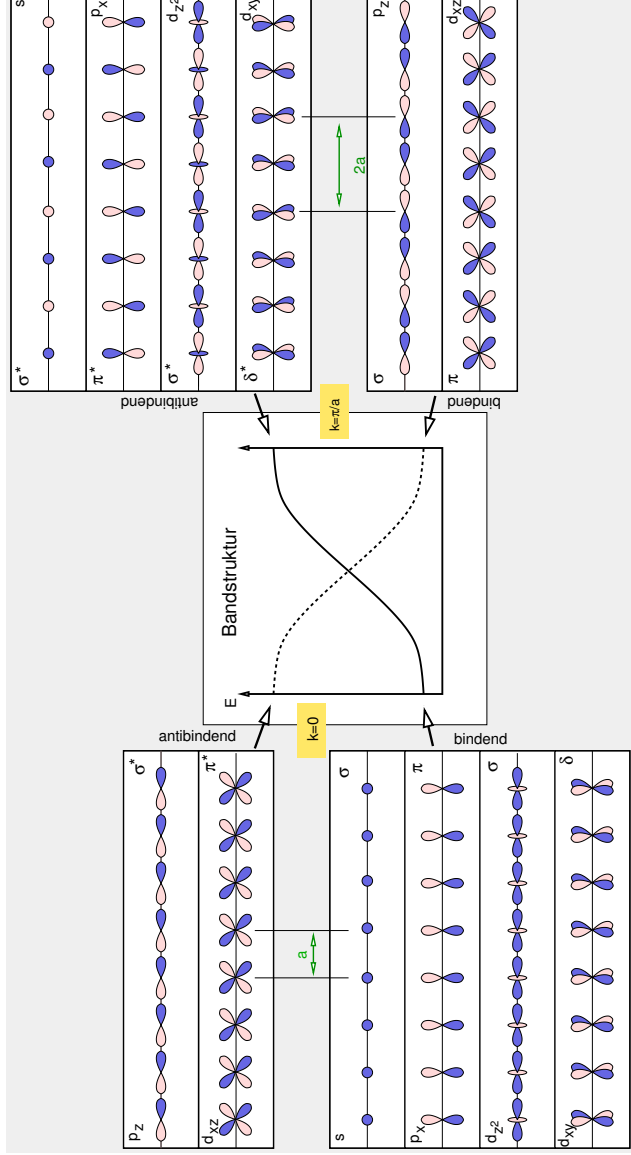 p_z σ*
d_xz π*
a
s σ
p_x π
d_z² σ
d_xy δ
antibindend
k=0
bindend
E
Bandstruktur
antibindend
k=π/a
bindend
σ* s
π* p_x
σ* d_z²
δ* d_xy
2a
σ p_z
π d_xz